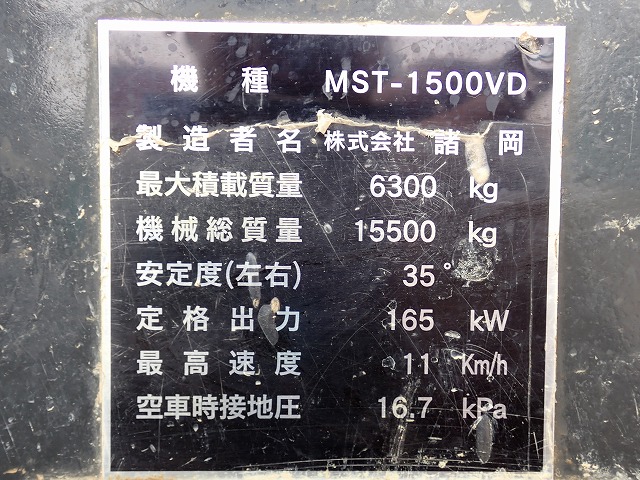 機種 MST-1500VD
製造者名 株式会社 諸岡
最大積載質量 6300 kg
機械総質量 15500 kg
安定度(左右) 35°
定格出力 165 kW
最高速度 11 Km/h
空車時接地圧 16.7 kPa